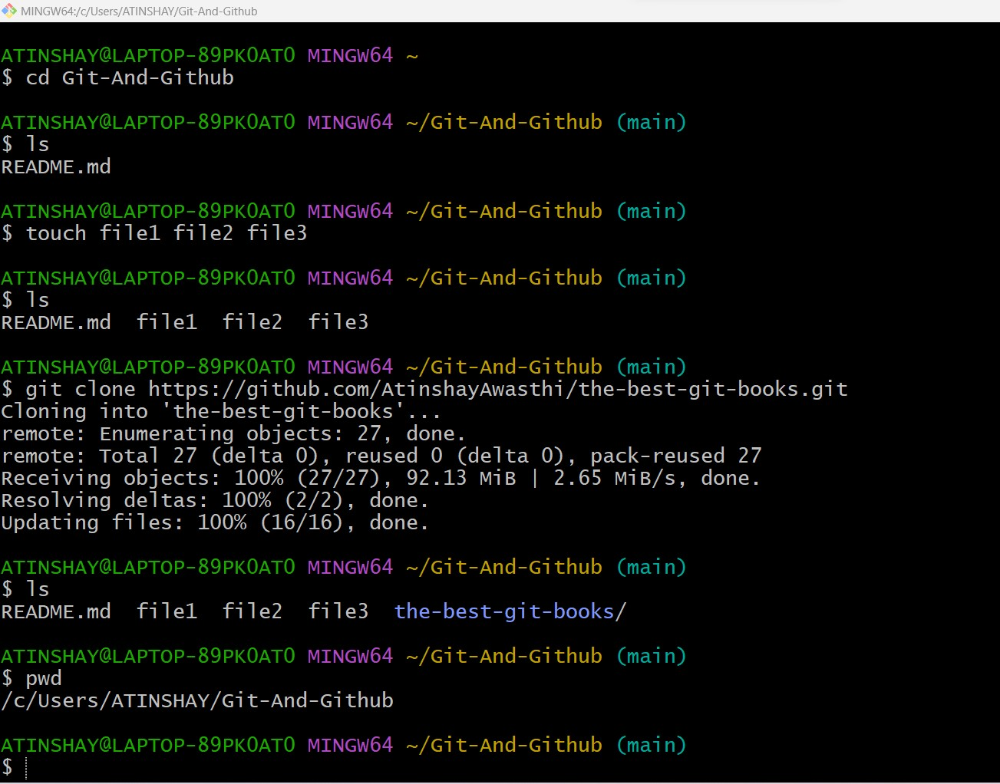 MINGW64:/c/Users/ATINSHAY/Git-And-Github
ATINSHAY@LAPTOP-89PK0AT0 MINGW64 ~
$ cd Git-And-Github
ATINSHAY@LAPTOP-89PK0AT0 MINGW64 ~/Git-And-Github (main)
$ ls
README.md
ATINSHAY@LAPTOP-89PK0AT0 MINGW64 ~/Git-And-Github (main)
$ touch file1 file2 file3
ATINSHAY@LAPTOP-89PK0AT0 MINGW64 ~/Git-And-Github (main)
$ ls
README.md  file1  file2  file3
ATINSHAY@LAPTOP-89PK0AT0 MINGW64 ~/Git-And-Github (main)
$ git clone https://github.com/AtinshayAwasthi/the-best-git-books.git
Cloning into 'the-best-git-books'...
remote: Enumerating objects: 27, done.
remote: Total 27 (delta 0), reused 0 (delta 0), pack-reused 27
Receiving objects: 100% (27/27), 92.13 MiB | 2.65 MiB/s, done.
Resolving deltas: 100% (2/2), done.
Updating files: 100% (16/16), done.
ATINSHAY@LAPTOP-89PK0AT0 MINGW64 ~/Git-And-Github (main)
$ ls
README.md  file1  file2  file3  the-best-git-books/
ATINSHAY@LAPTOP-89PK0AT0 MINGW64 ~/Git-And-Github (main)
$ pwd
/c/Users/ATINSHAY/Git-And-Github
ATINSHAY@LAPTOP-89PK0AT0 MINGW64 ~/Git-And-Github (main)
$